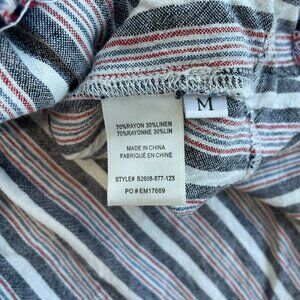 70%RAYON 30%LINEN
70%RAYONNE 30%LIN
MADE IN CHINA
FABRIQUÉ EN CHINE
STYLE# B2608-877-123
PO # EM17669
M